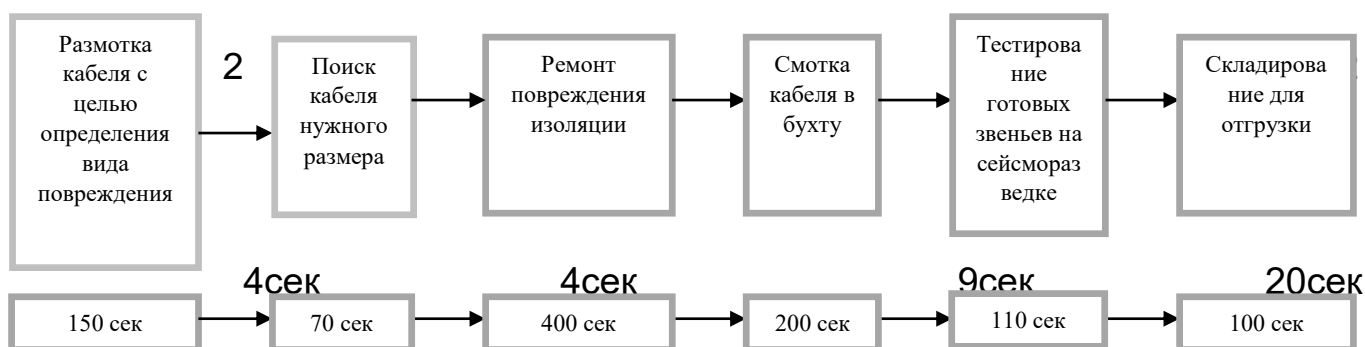 Размотка
кабеля с
целью
определения
вида
повреждения
2
Поиск
кабеля
нужного
размера
Ремонт
повреждения
изоляции
Смотка
кабеля в
бухту
Тестирова
ние
готовых
звеньев на
сейсмораз
ведке
Складирова
ние для
отгрузки
4сек
4сек
9сек
20сек
150 сек
70 сек
400 сек
200 сек
110 сек
100 сек